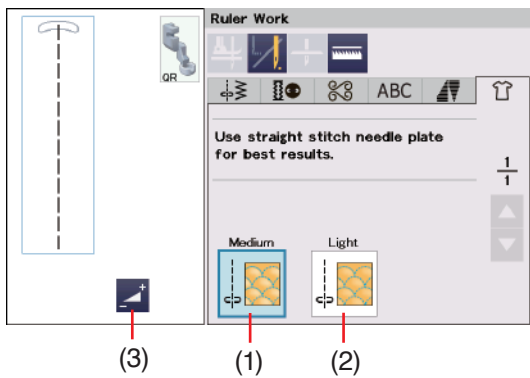 Ruler Work
QR
ABC
Use straight stitch needle plate
for best results.
1
1
Medium
Light
+
-
(3)
(1)
(2)